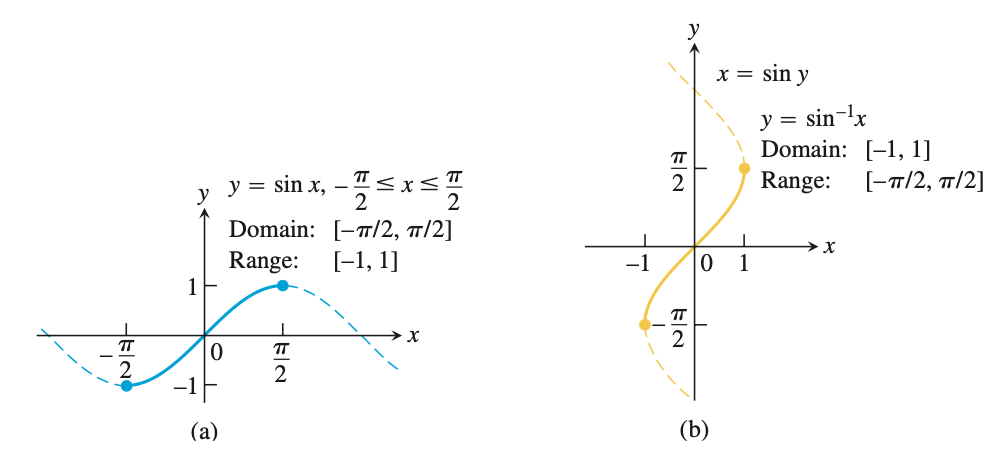 y
y = sin x, −π/2 ≤ x ≤ π/2
Domain: [−π/2, π/2]
Range: [−1, 1]
1
x
−π/2
0
π/2
−1
(a)
y
x = sin y
y = sin⁻¹x
Domain: [−1, 1]
Range: [−π/2, π/2]
π/2
x
−1
0
1
−π/2
(b)